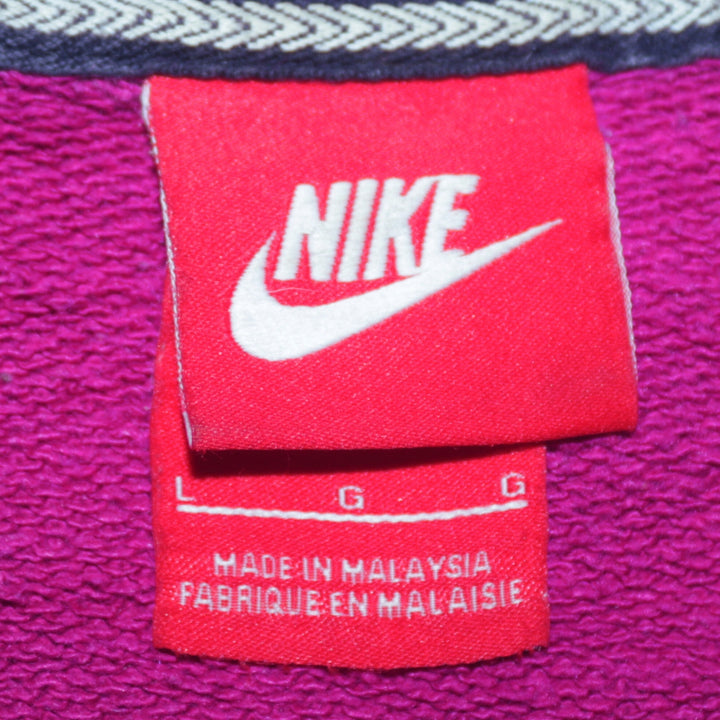 NIKE
L G G
MADE IN MALAYSIA
FABRIQUE EN MALAISIE